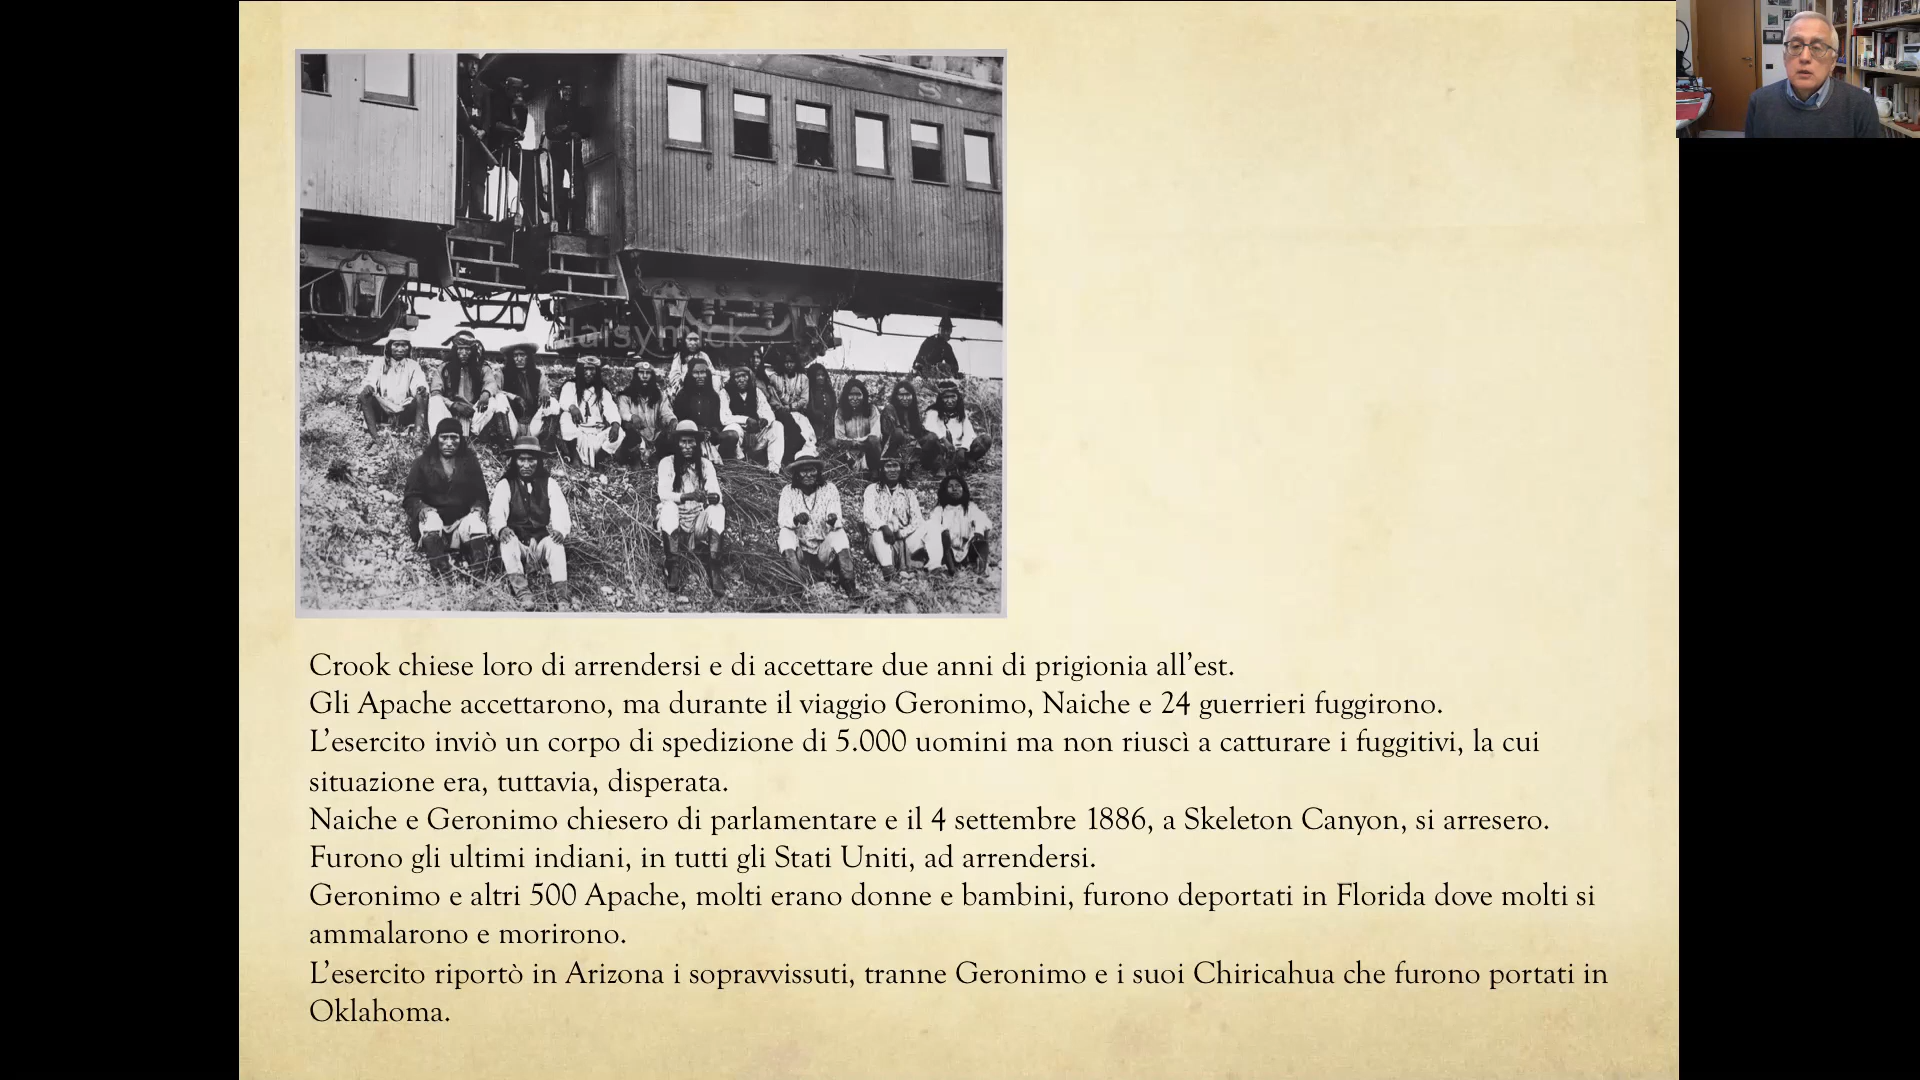 S
daisymick
Crook chiese loro di arrendersi e di accettare due anni di prigionia all’est.
Gli Apache accettarono, ma durante il viaggio Geronimo, Naiche e 24 guerrieri fuggirono.
L’esercito inviò un corpo di spedizione di 5.000 uomini ma non riuscì a catturare i fuggitivi, la cui
situazione era, tuttavia, disperata.
Naiche e Geronimo chiesero di parlamentare e il 4 settembre 1886, a Skeleton Canyon, si arresero.
Furono gli ultimi indiani, in tutti gli Stati Uniti, ad arrendersi.
Geronimo e altri 500 Apache, molti erano donne e bambini, furono deportati in Florida dove molti si
ammalarono e morirono.
L’esercito riportò in Arizona i sopravvissuti, tranne Geronimo e i suoi Chiricahua che furono portati in
Oklahoma.